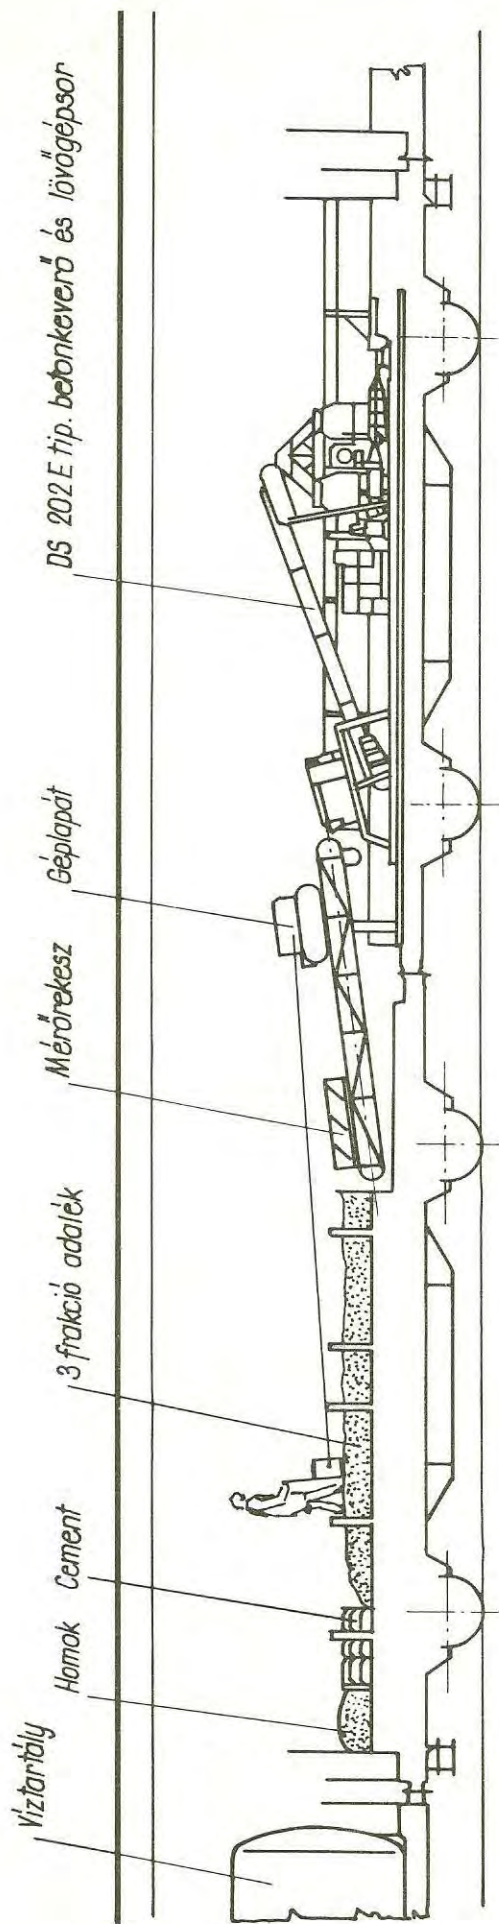 Víztartály
Homok
Cement
3 frakció adalék
Mérőrekesz
Géplapát
DS 202 E tip. betonkeverő és lövőgépsor